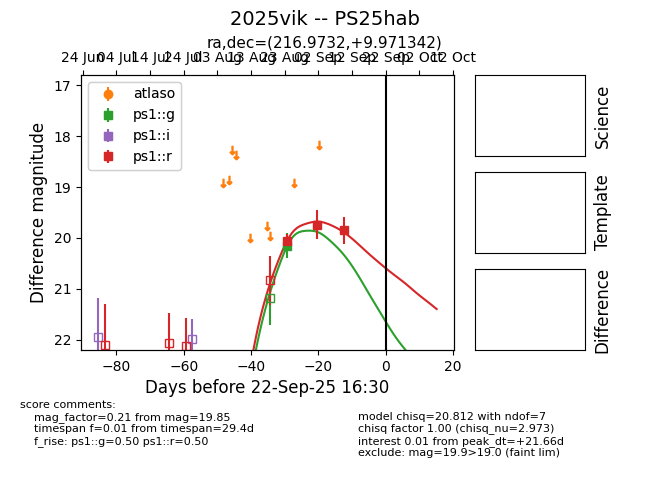 2025vik -- PS25hab
ra,dec=(216.9732,+9.971342)
24 Jun 04 Jul 14 Jul 24 Jul 03 Aug 13 Aug 23 Aug 02 Sep 12 Sep 22 Sep 02 Oct 12 Oct
atlaso
ps1::g
ps1::i
ps1::r
17
18
19
20
21
22
Difference magnitude
−80 −60 −40 −20 0 20
Days before 22-Sep-25 16:30
Science
Template
Difference
score comments:
mag_factor=0.21 from mag=19.85
timespan f=0.01 from timespan=29.4d
f_rise: ps1::g=0.50 ps1::r=0.50
model chisq=20.812 with ndof=7
chisq factor 1.00 (chisq_nu=2.973)
interest 0.01 from peak_dt=+21.66d
exclude: mag=19.9>19.0 (faint lim)